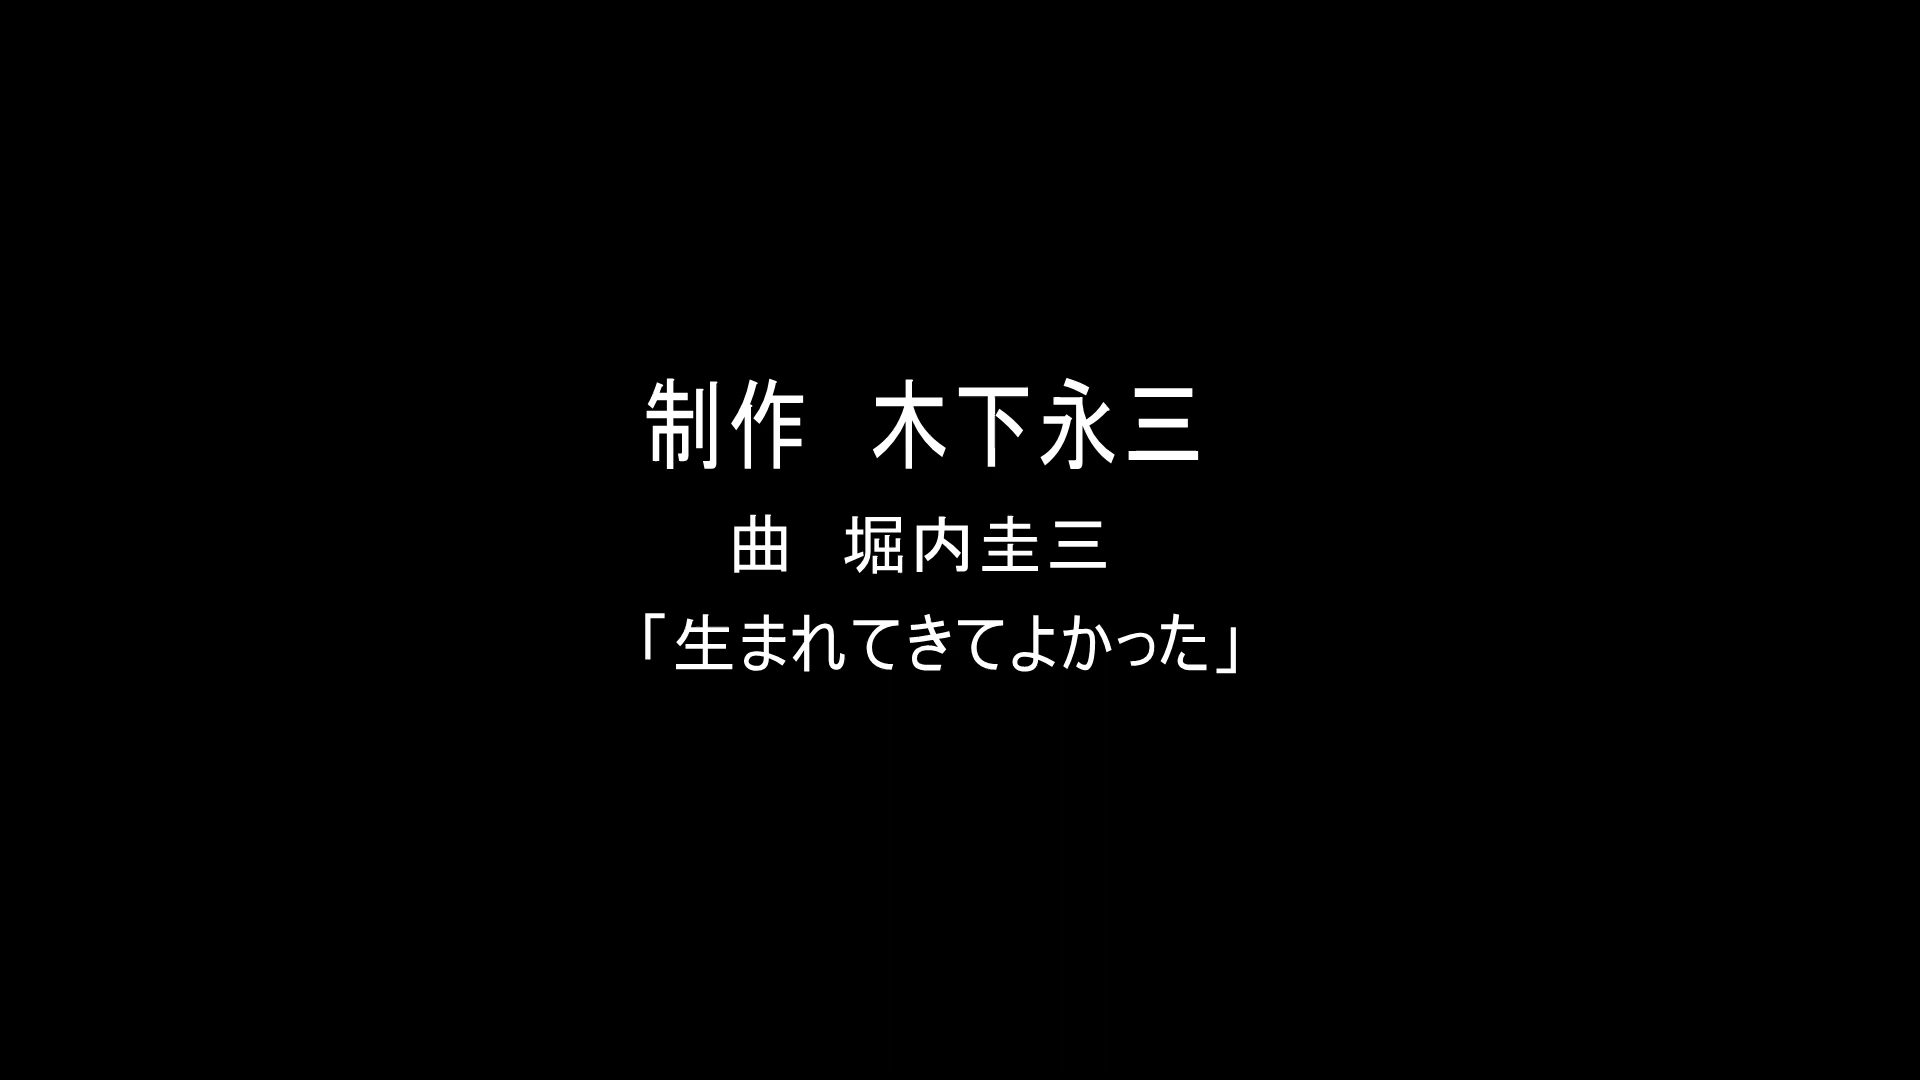 制作　木下永三
曲　堀内圭三
「生まれてきてよかった」